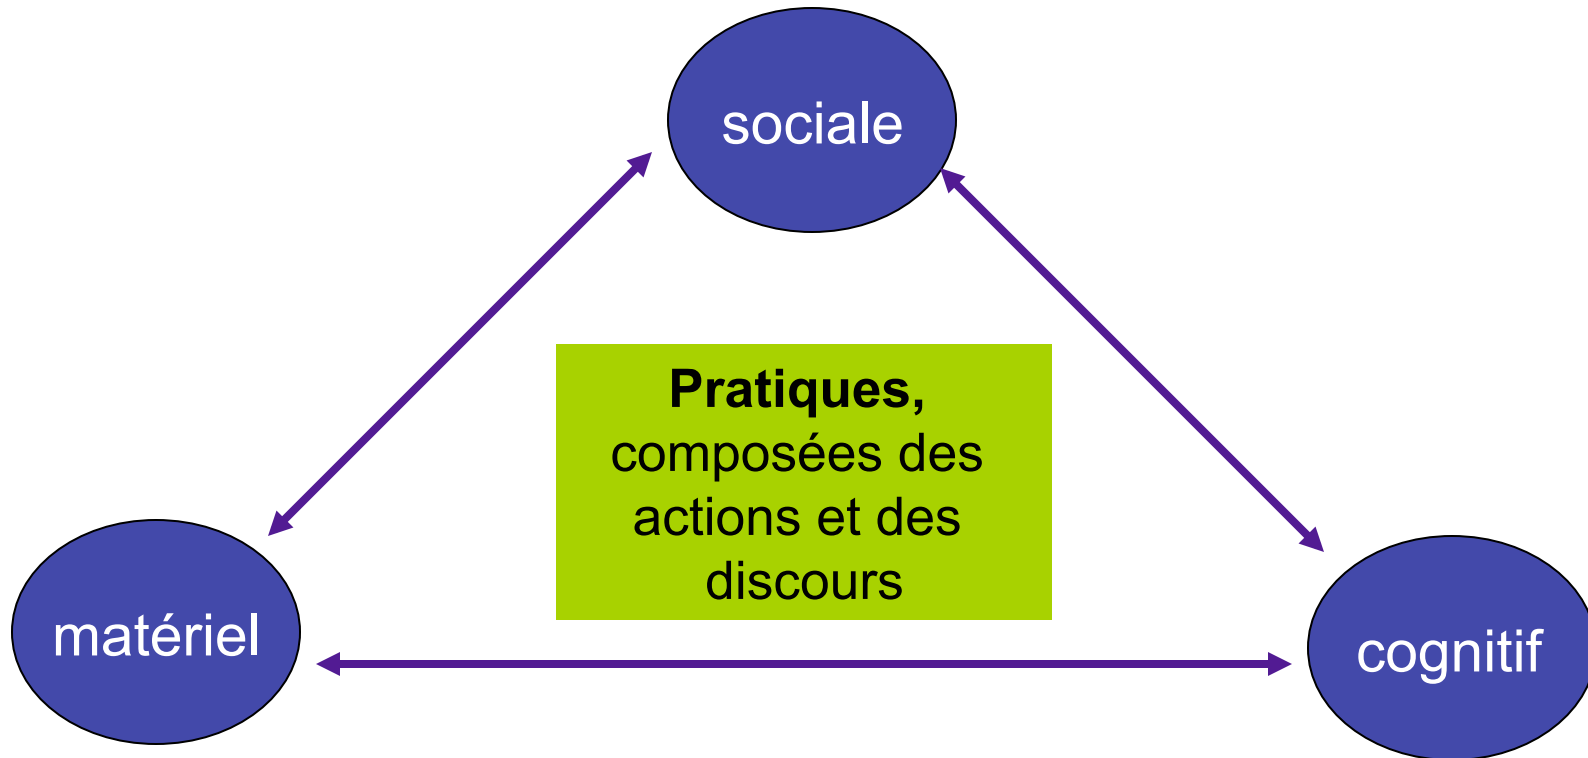 sociale
Pratiques,
composées des
actions et des
discours
matériel
cognitif